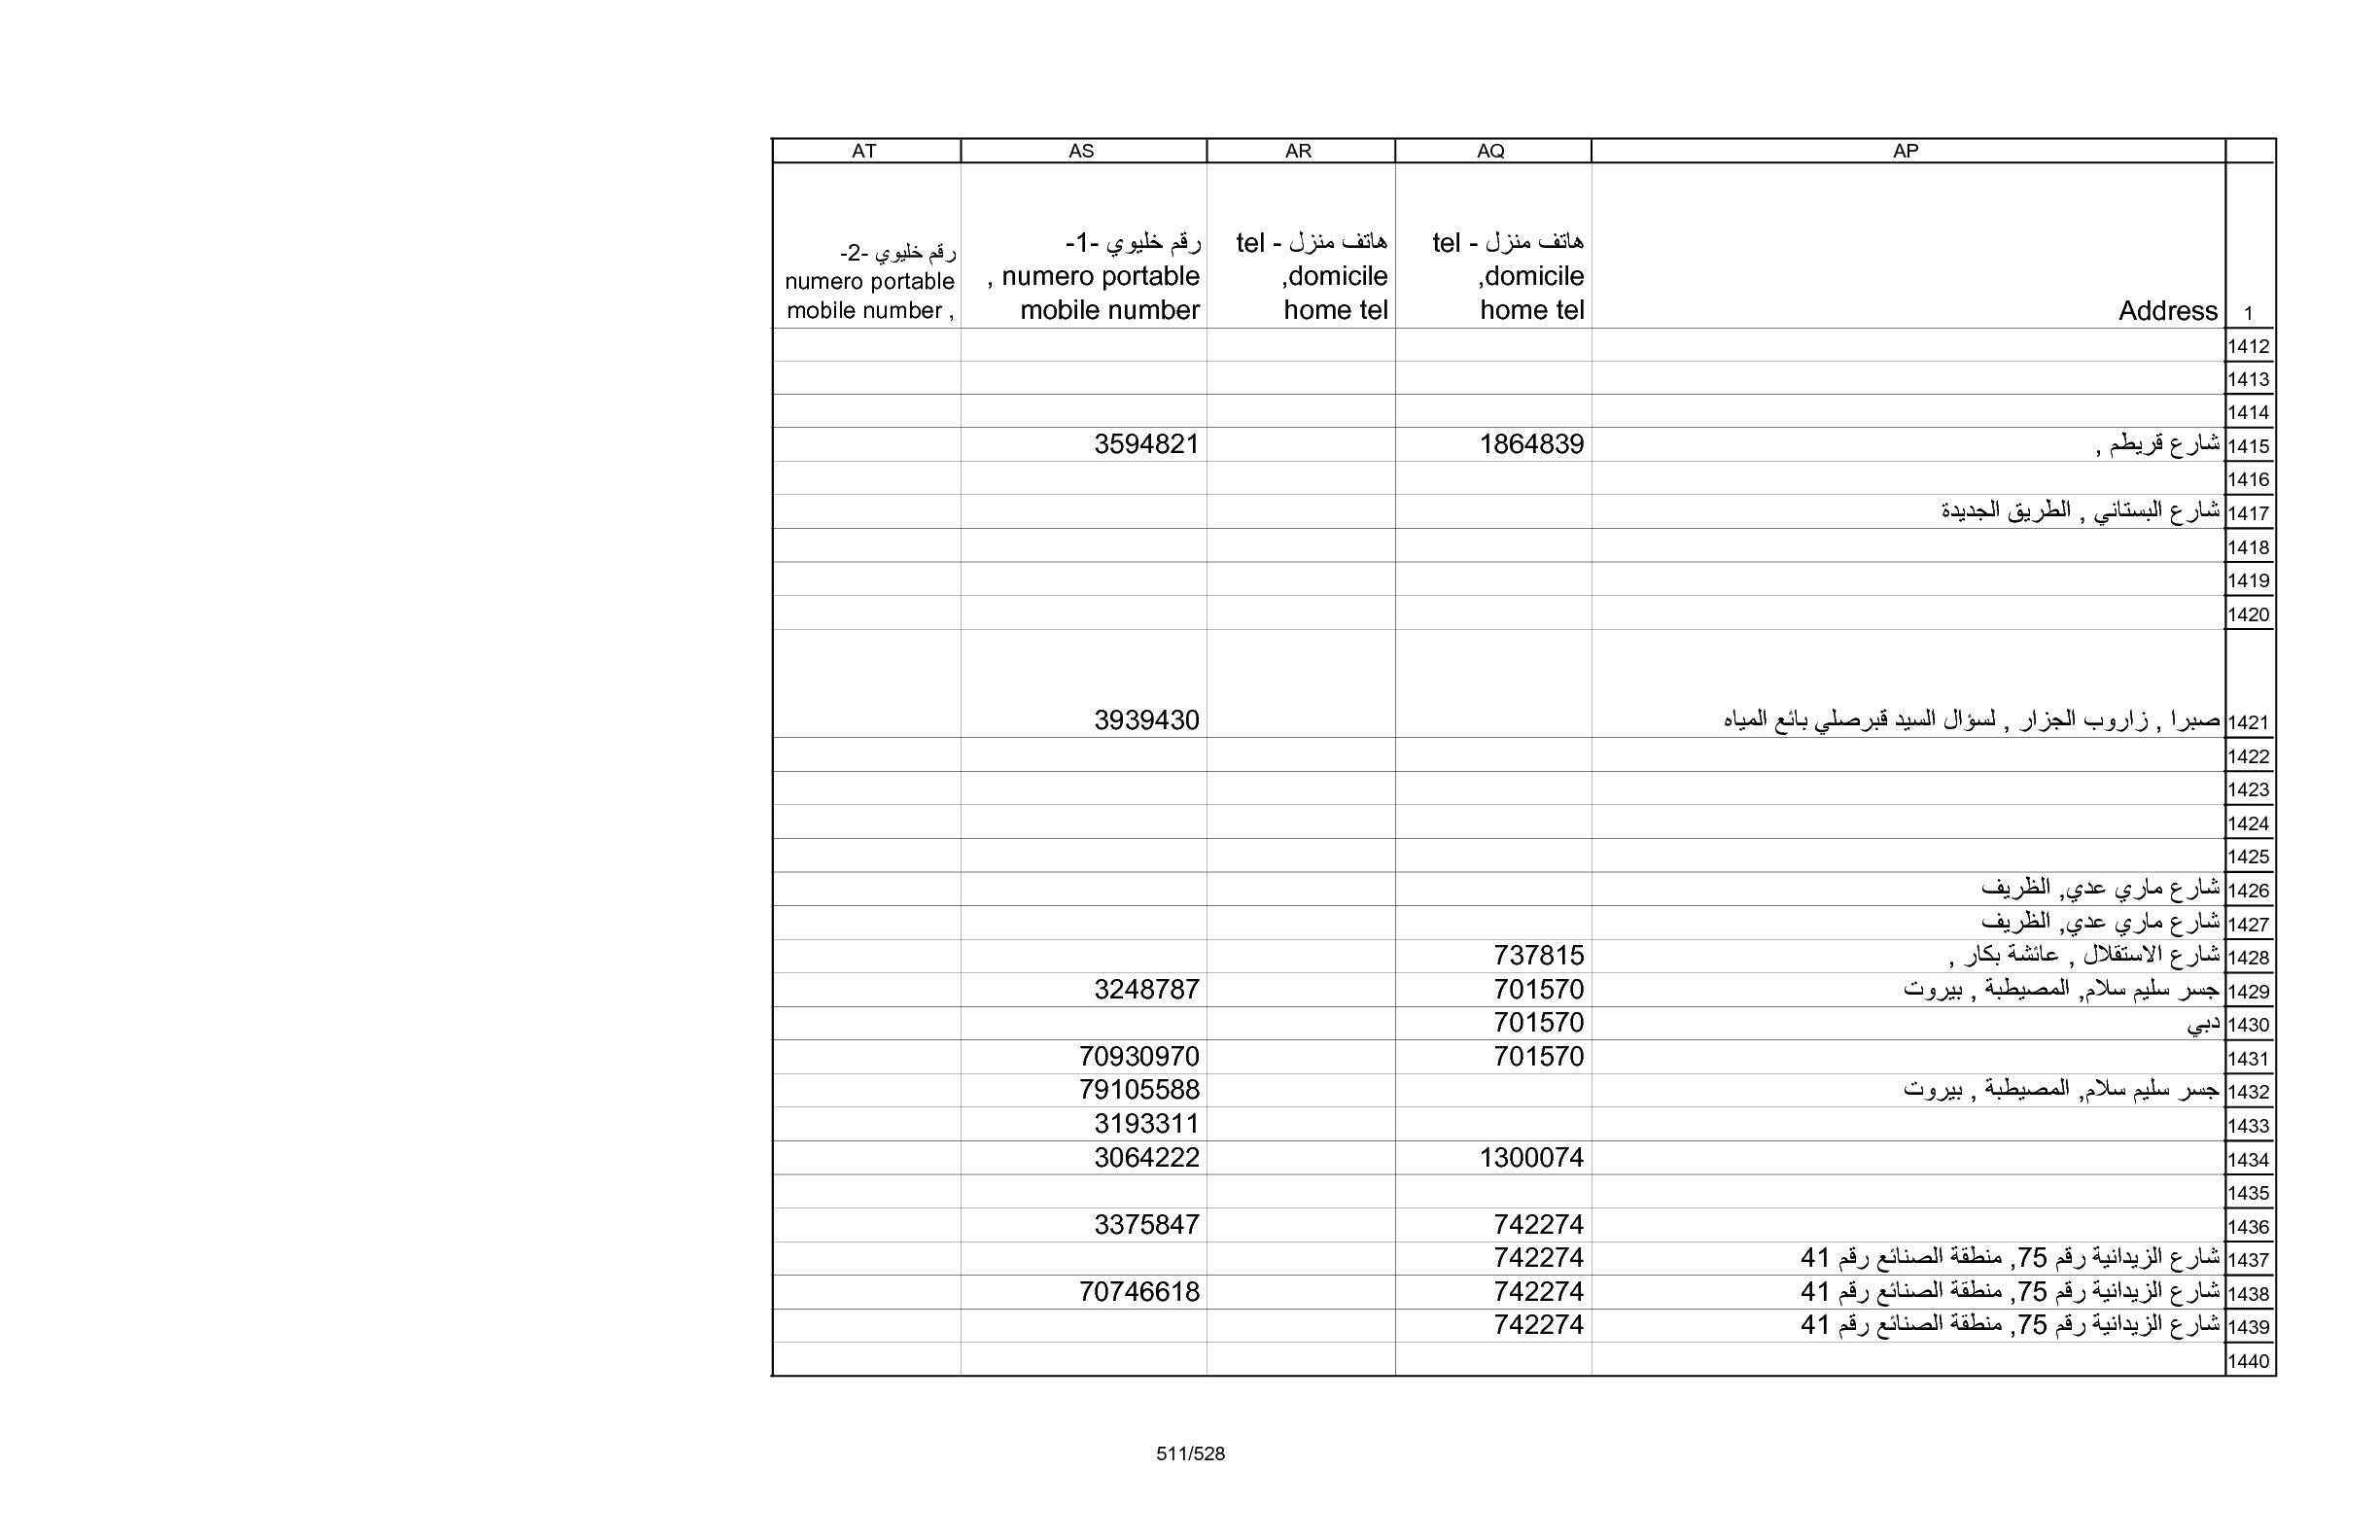 AP AQ AR AS AT
1 Address هاتف منزل - tel domicile, home tel هاتف منزل - tel domicile, home tel رقم خليوي -1- numero portable , mobile number رقم خليوي -2- numero portable mobile number ,
1412
1413
1414
1415 شارع قريطم , 1864839 3594821
1416
1417 شارع البستاني , الطريق الجديدة
1418
1419
1420
1421 صبرا , زاروب الجزار , لسؤال السيد قبرصلي بائع المياه 3939430
1422
1423
1424
1425
1426 شارع ماري عدي, الظريف
1427 شارع ماري عدي, الظريف
1428 شارع الاستقلال , عائشة بكار , 737815
1429 جسر سليم سلام, المصيطبة , بيروت 701570 3248787
1430 دبي 701570
1431 701570 70930970
1432 جسر سليم سلام, المصيطبة , بيروت 79105588
1433 3193311
1434 1300074 3064222
1435
1436 742274 3375847
1437 شارع الزيدانية رقم 75, منطقة الصنائع رقم 41 742274
1438 شارع الزيدانية رقم 75, منطقة الصنائع رقم 41 742274 70746618
1439 شارع الزيدانية رقم 75, منطقة الصنائع رقم 41 742274
1440
511/528